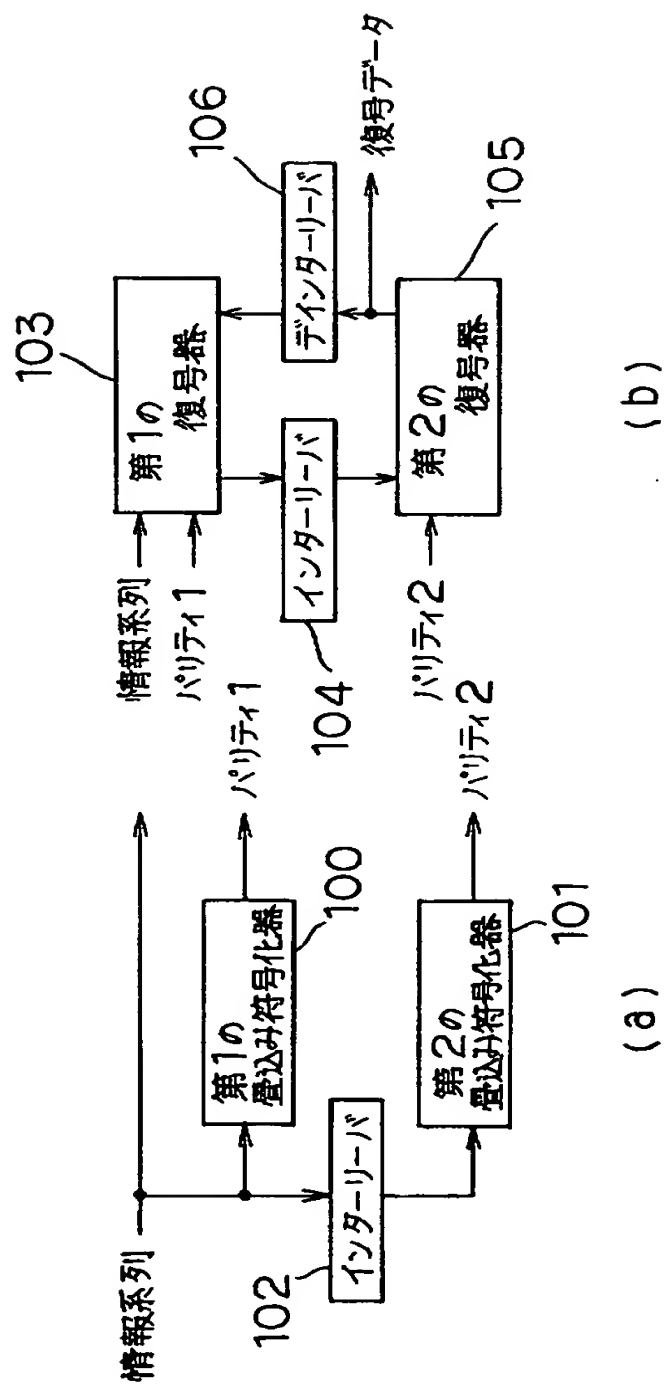 情報系列
102
インターリーバ
第1の
畳込み符号化器
100
パリティ1
第2の
畳込み符号化器
101
パリティ2
(a)
情報系列
パリティ1
103
第1の
復号器
104
インターリーバ
106
デインターリーバ
復号データ
パリティ2
第2の
復号器
105
(b)